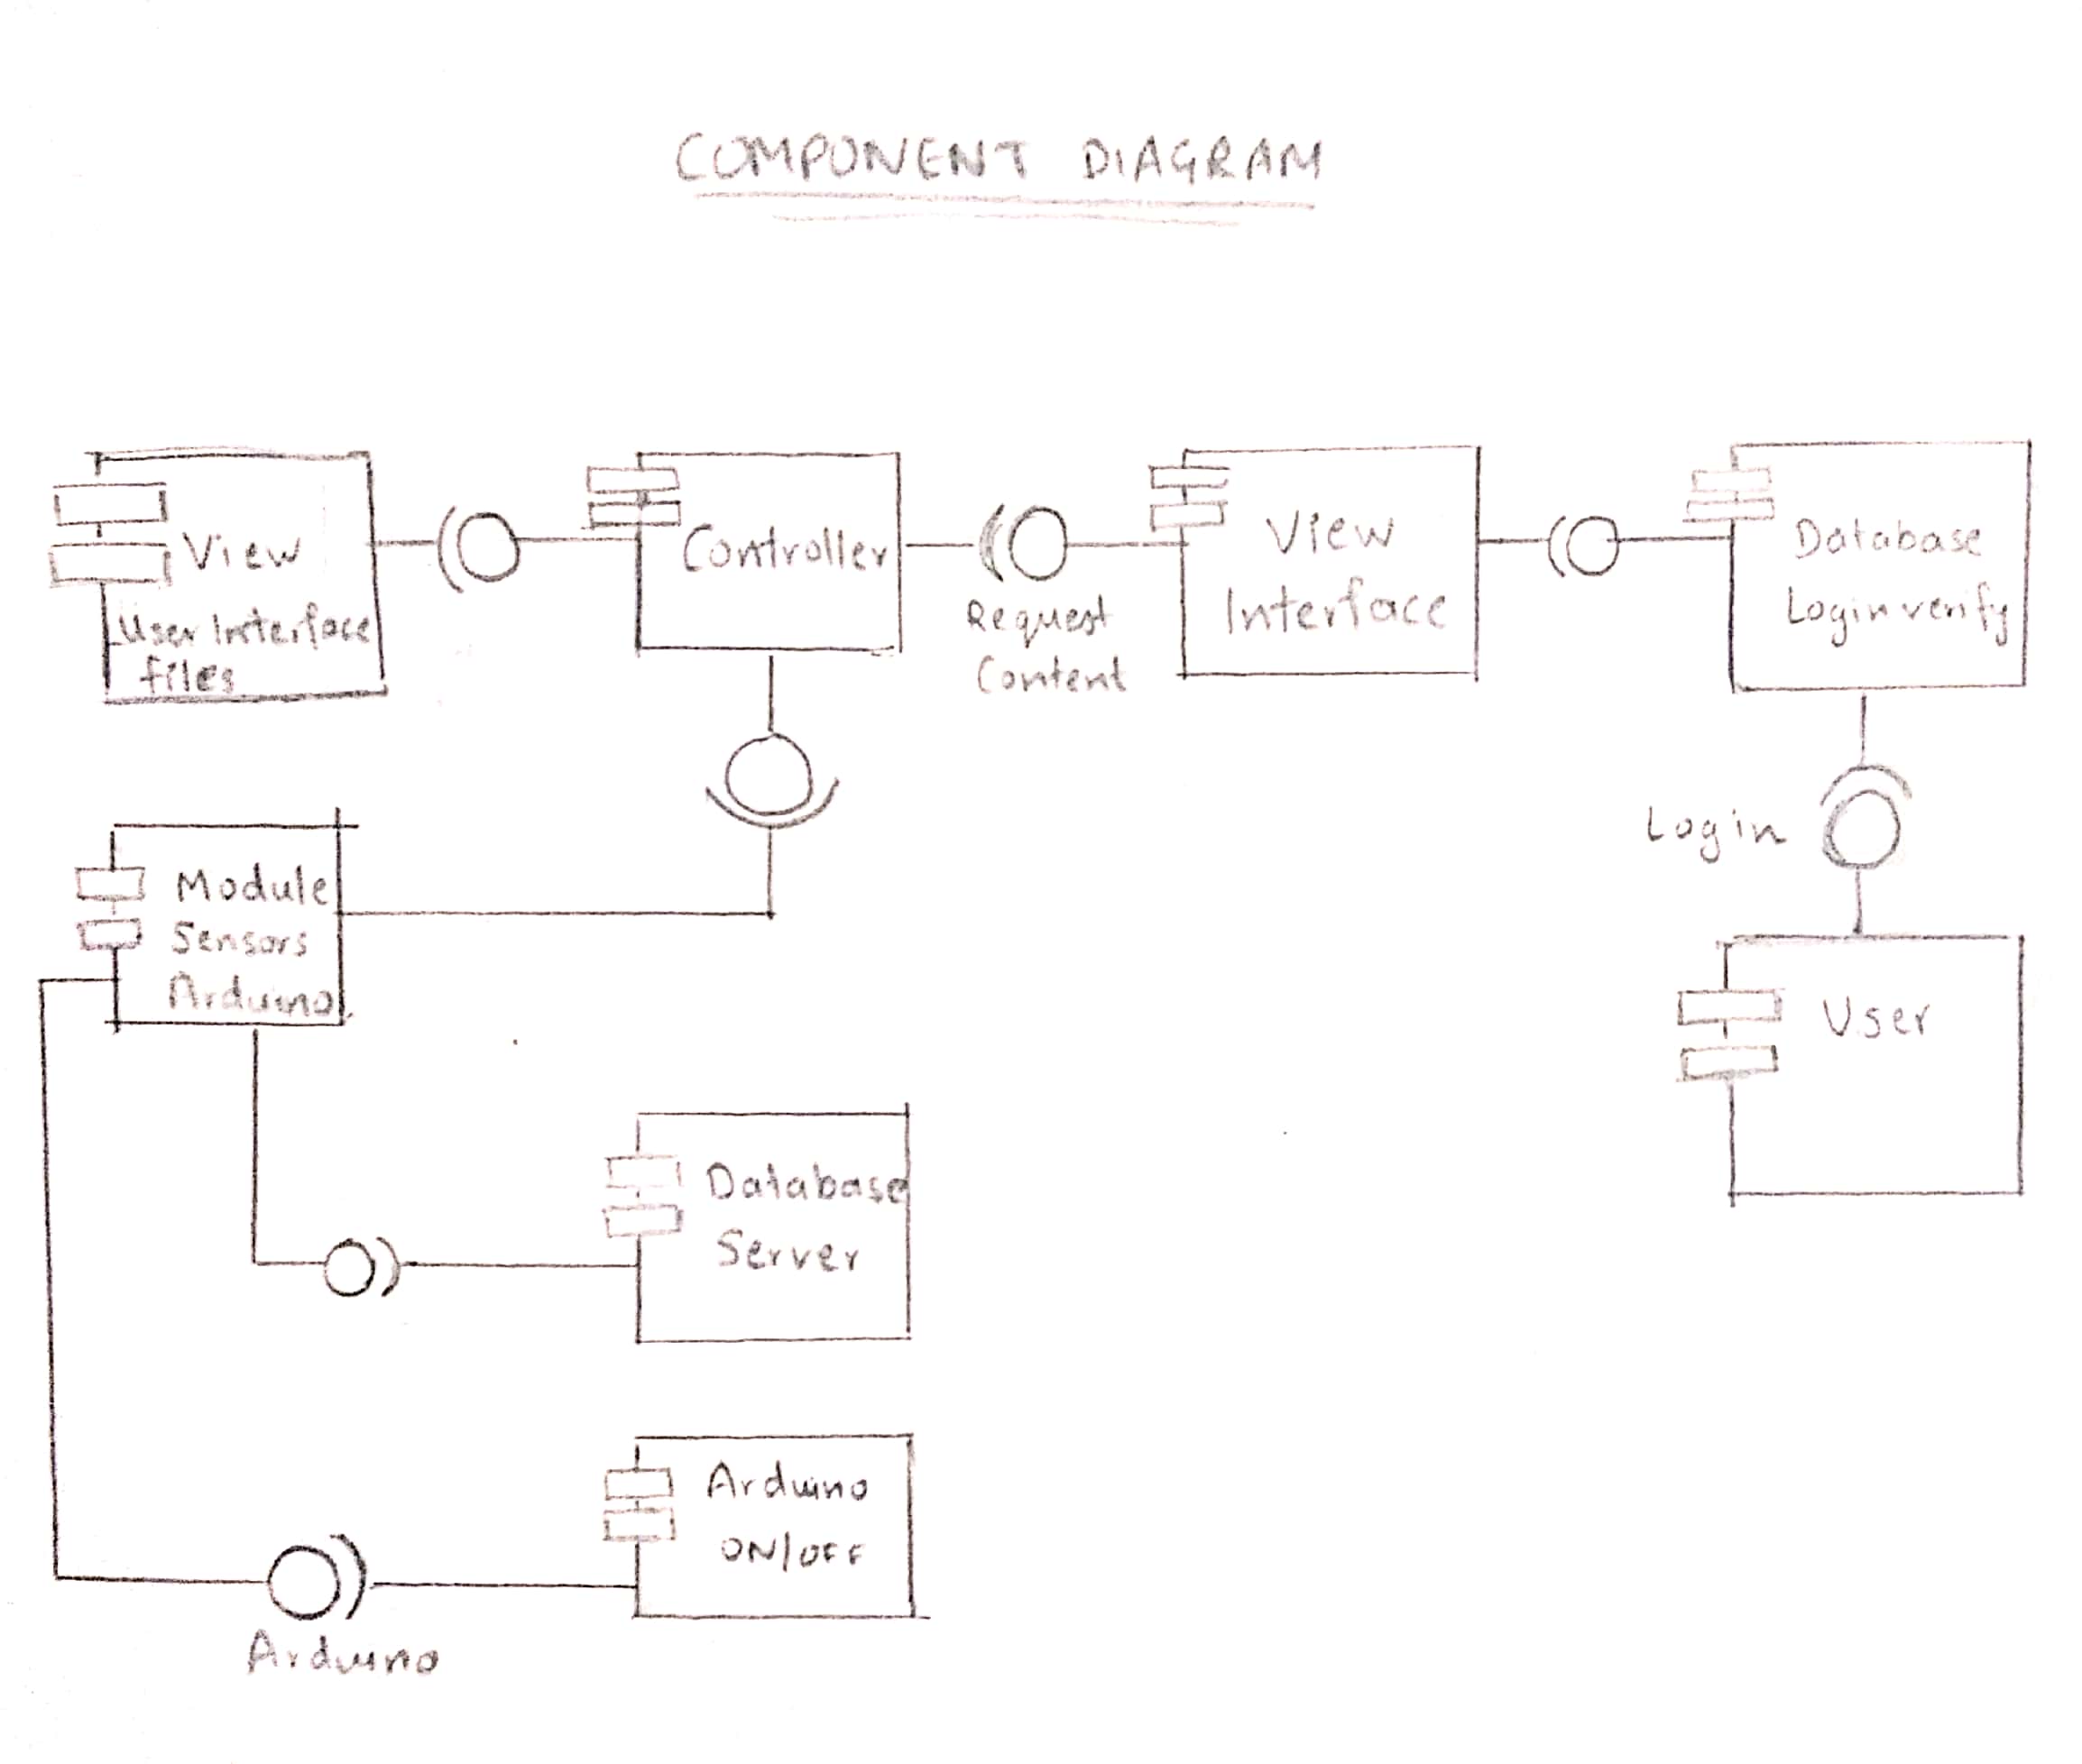 COMPONENT DIAGRAM
View
User Interface
files
Controller
Request
Content
View
Interface
Database
Login verify
Login
User
Module
Sensors
Arduino
Database
Server
Arduino
ON/OFF
Arduino